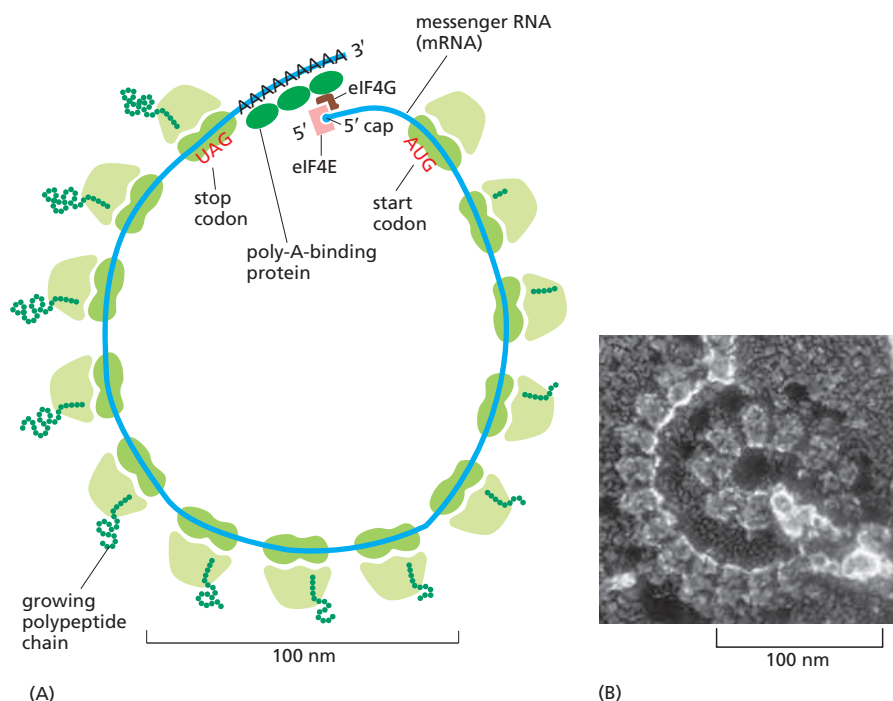 messenger RNA
(mRNA)
AAAAAAAAA 3′
eIF4G
5′
5′ cap
eIF4E
UAG
AUG
stop
codon
start
codon
poly-A-binding
protein
growing
polypeptide
chain
100 nm
100 nm
(A)
(B)